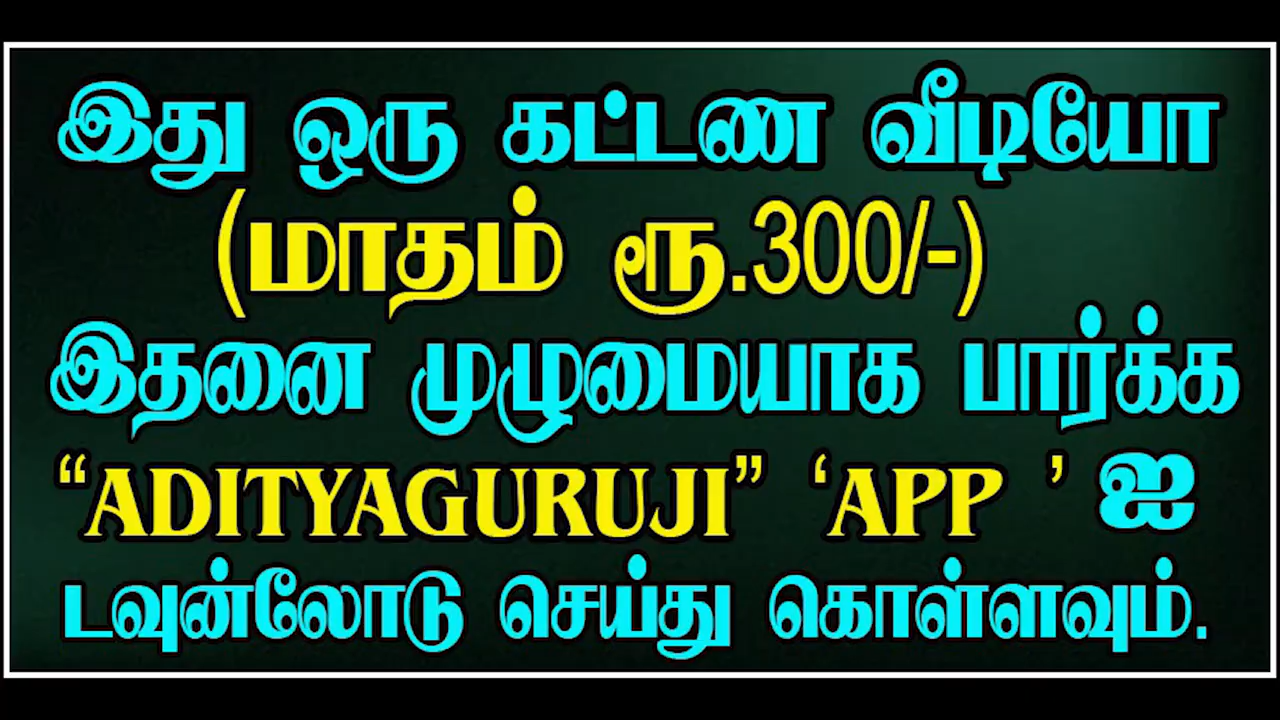 இது ஒரு கட்டண வீடியோ
(மாதம் ரூ.300/-)
இதனை முழுமையாக பார்க்க
“ADITYAGURUJI” ‘APP ’ ஐ
டவுன்லோடு செய்து கொள்ளவும்.